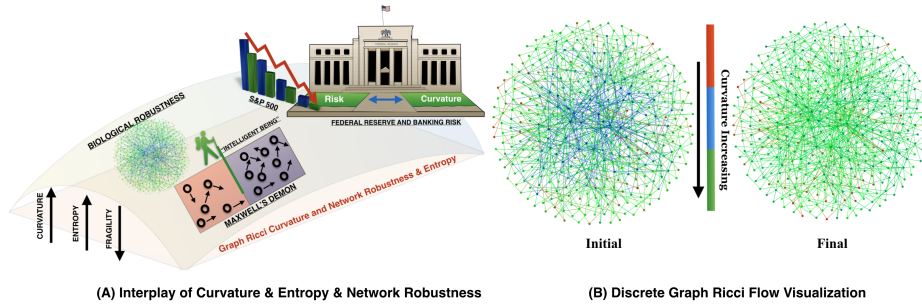 S&P 500
Risk
Curvature
FEDERAL RESERVE AND BANKING RISK
BIOLOGICAL ROBUSTNESS
"INTELLIGENT BEING"
MAXWELL'S DEMON
Graph Ricci Curvature and Network Robustness & Entropy
CURVATURE
ENTROPY
FRAGILITY
(A) Interplay of Curvature & Entropy & Network Robustness
Curvature Increasing
Initial
Final
(B) Discrete Graph Ricci Flow Visualization